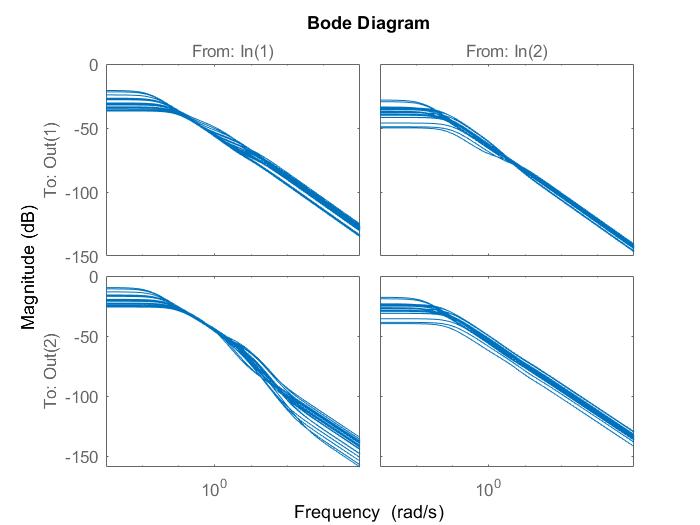 Bode Diagram
From: In(1)
From: In(2)
Magnitude (dB)
To: Out(1)
0
-50
-100
-150
To: Out(2)
0
-50
-100
-150
10^0
10^0
Frequency (rad/s)